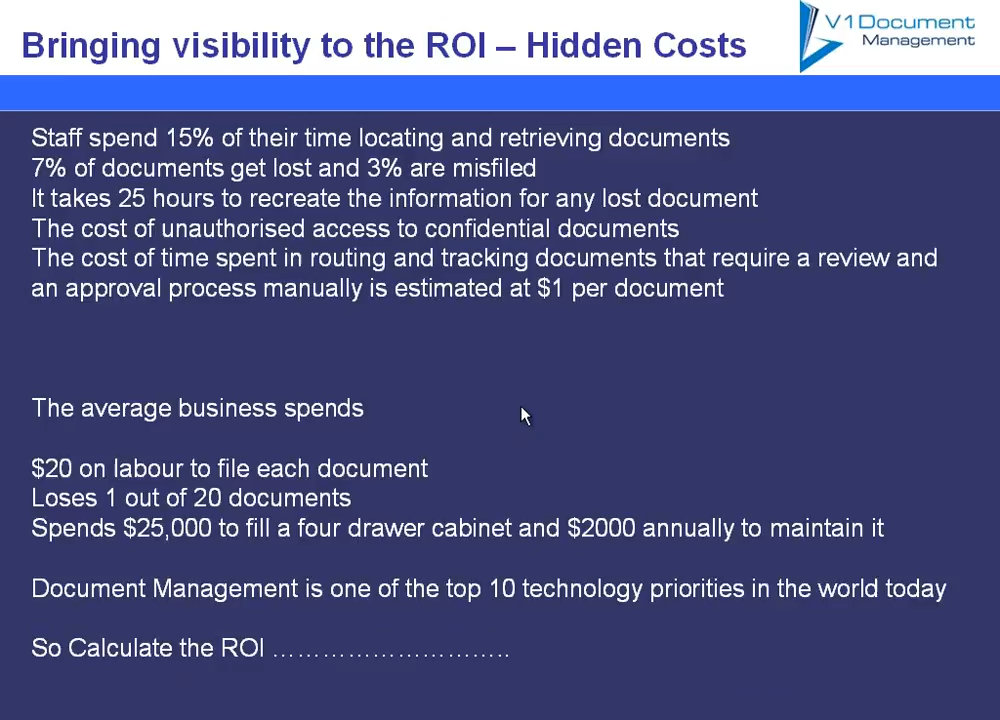 Bringing visibility to the ROI – Hidden Costs
V1 Document
Management
Staff spend 15% of their time locating and retrieving documents
7% of documents get lost and 3% are misfiled
It takes 25 hours to recreate the information for any lost document
The cost of unauthorised access to confidential documents
The cost of time spent in routing and tracking documents that require a review and
an approval process manually is estimated at $1 per document
The average business spends
$20 on labour to file each document
Loses 1 out of 20 documents
Spends $25,000 to fill a four drawer cabinet and $2000 annually to maintain it
Document Management is one of the top 10 technology priorities in the world today
So Calculate the ROI ………………………..